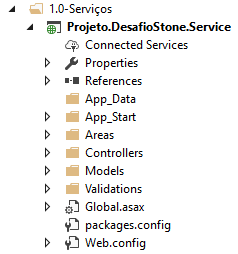 1.0-Serviços
Projeto.DesafioStone.Service
Connected Services
Properties
References
App_Data
App_Start
Areas
Controllers
Models
Validations
Global.asax
packages.config
Web.config